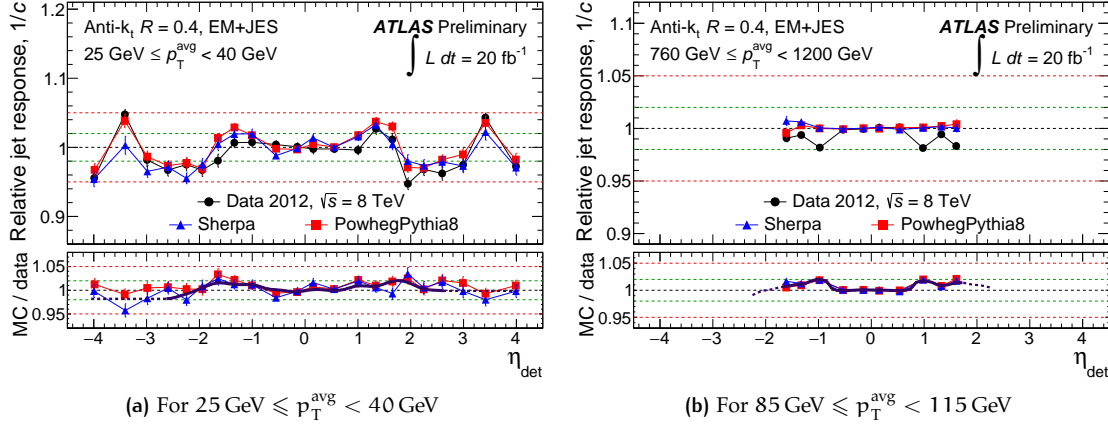 Relative jet response, 1/c
1.2
1.1
1
0.9
Anti-kt R = 0.4, EM+JES
25 GeV ≤ pTavg < 40 GeV
ATLAS Preliminary
∫ L dt = 20 fb-1
Data 2012, √s = 8 TeV
Sherpa
PowhegPythia8
MC / data
1.05
1
0.95
−4 −3 −2 −1 0 1 2 3 4
ηdet
(a) For 25 GeV ⩽ pTavg < 40 GeV
Relative jet response, 1/c
1.1
1.05
1
0.95
0.9
Anti-kt R = 0.4, EM+JES
760 GeV ≤ pTavg < 1200 GeV
ATLAS Preliminary
∫ L dt = 20 fb-1
Data 2012, √s = 8 TeV
Sherpa
PowhegPythia8
MC / data
1.05
1
0.95
−4 −3 −2 −1 0 1 2 3 4
ηdet
(b) For 85 GeV ⩽ pTavg < 115 GeV